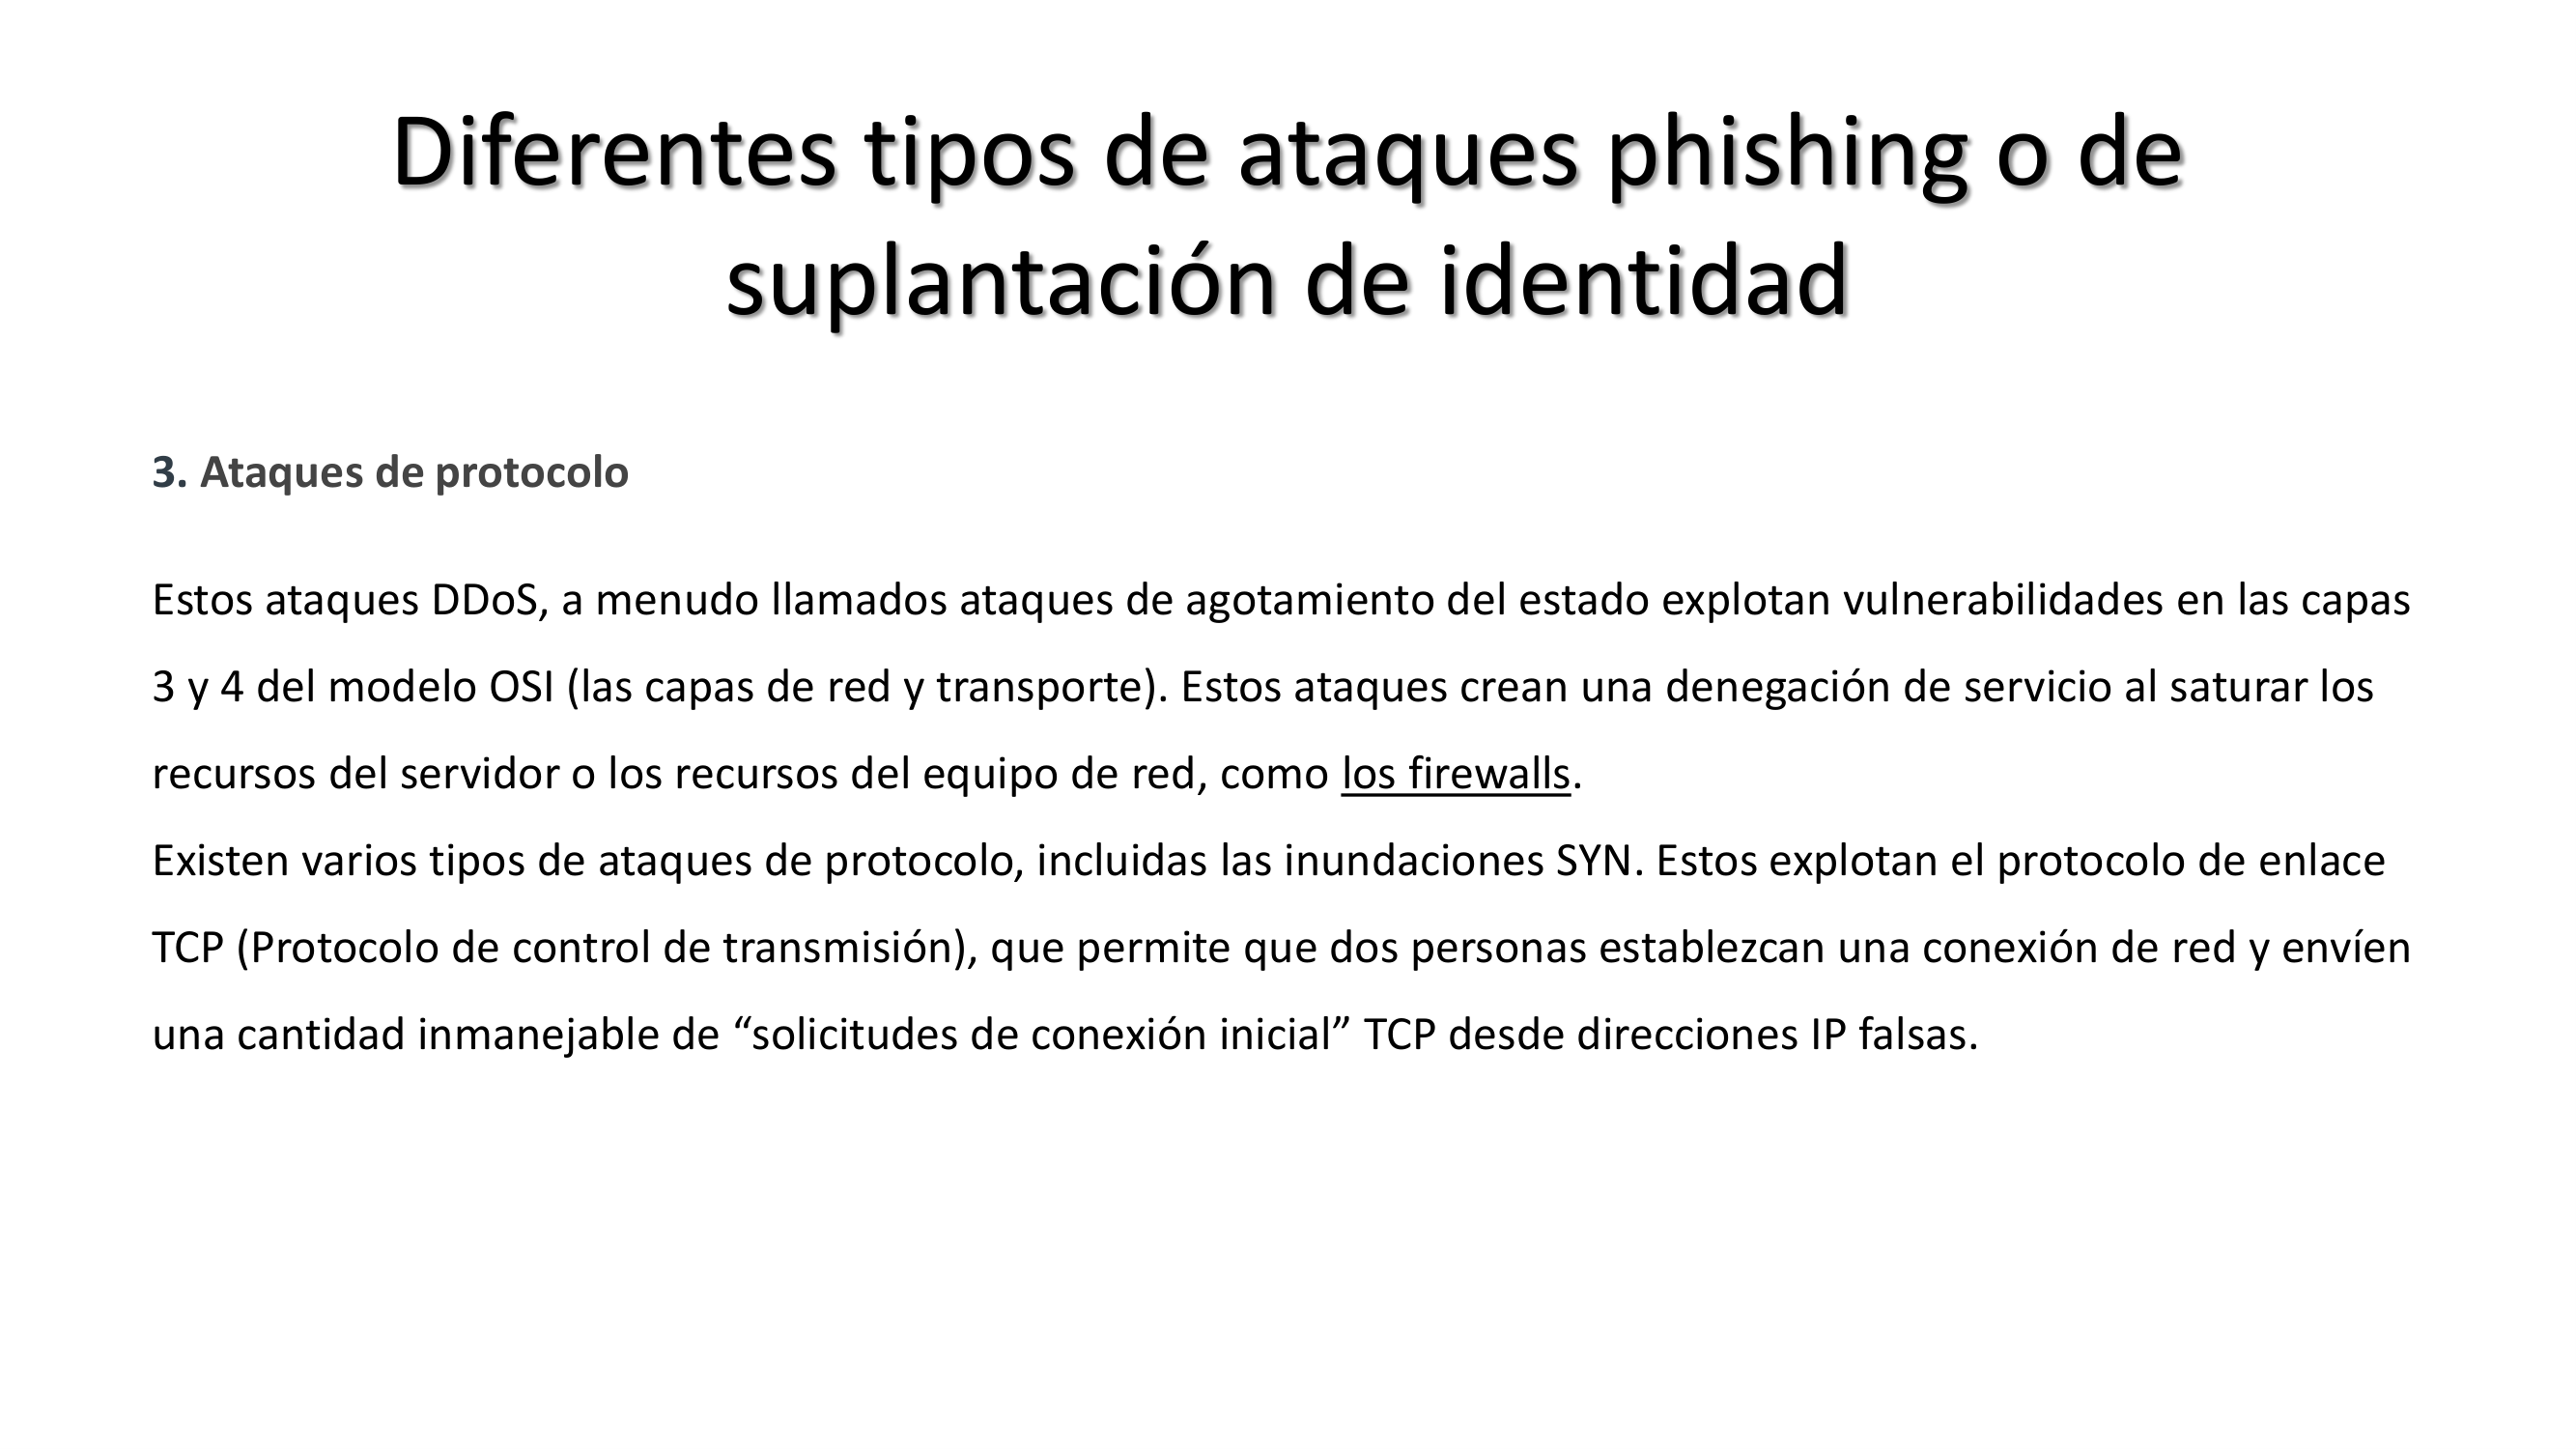 Diferentes tipos de ataques phishing o de
suplantación de identidad
3. Ataques de protocolo
Estos ataques DDoS, a menudo llamados ataques de agotamiento del estado explotan vulnerabilidades en las capas
3 y 4 del modelo OSI (las capas de red y transporte). Estos ataques crean una denegación de servicio al saturar los
recursos del servidor o los recursos del equipo de red, como los firewalls.
Existen varios tipos de ataques de protocolo, incluidas las inundaciones SYN. Estos explotan el protocolo de enlace
TCP (Protocolo de control de transmisión), que permite que dos personas establezcan una conexión de red y envíen
una cantidad inmanejable de “solicitudes de conexión inicial” TCP desde direcciones IP falsas.